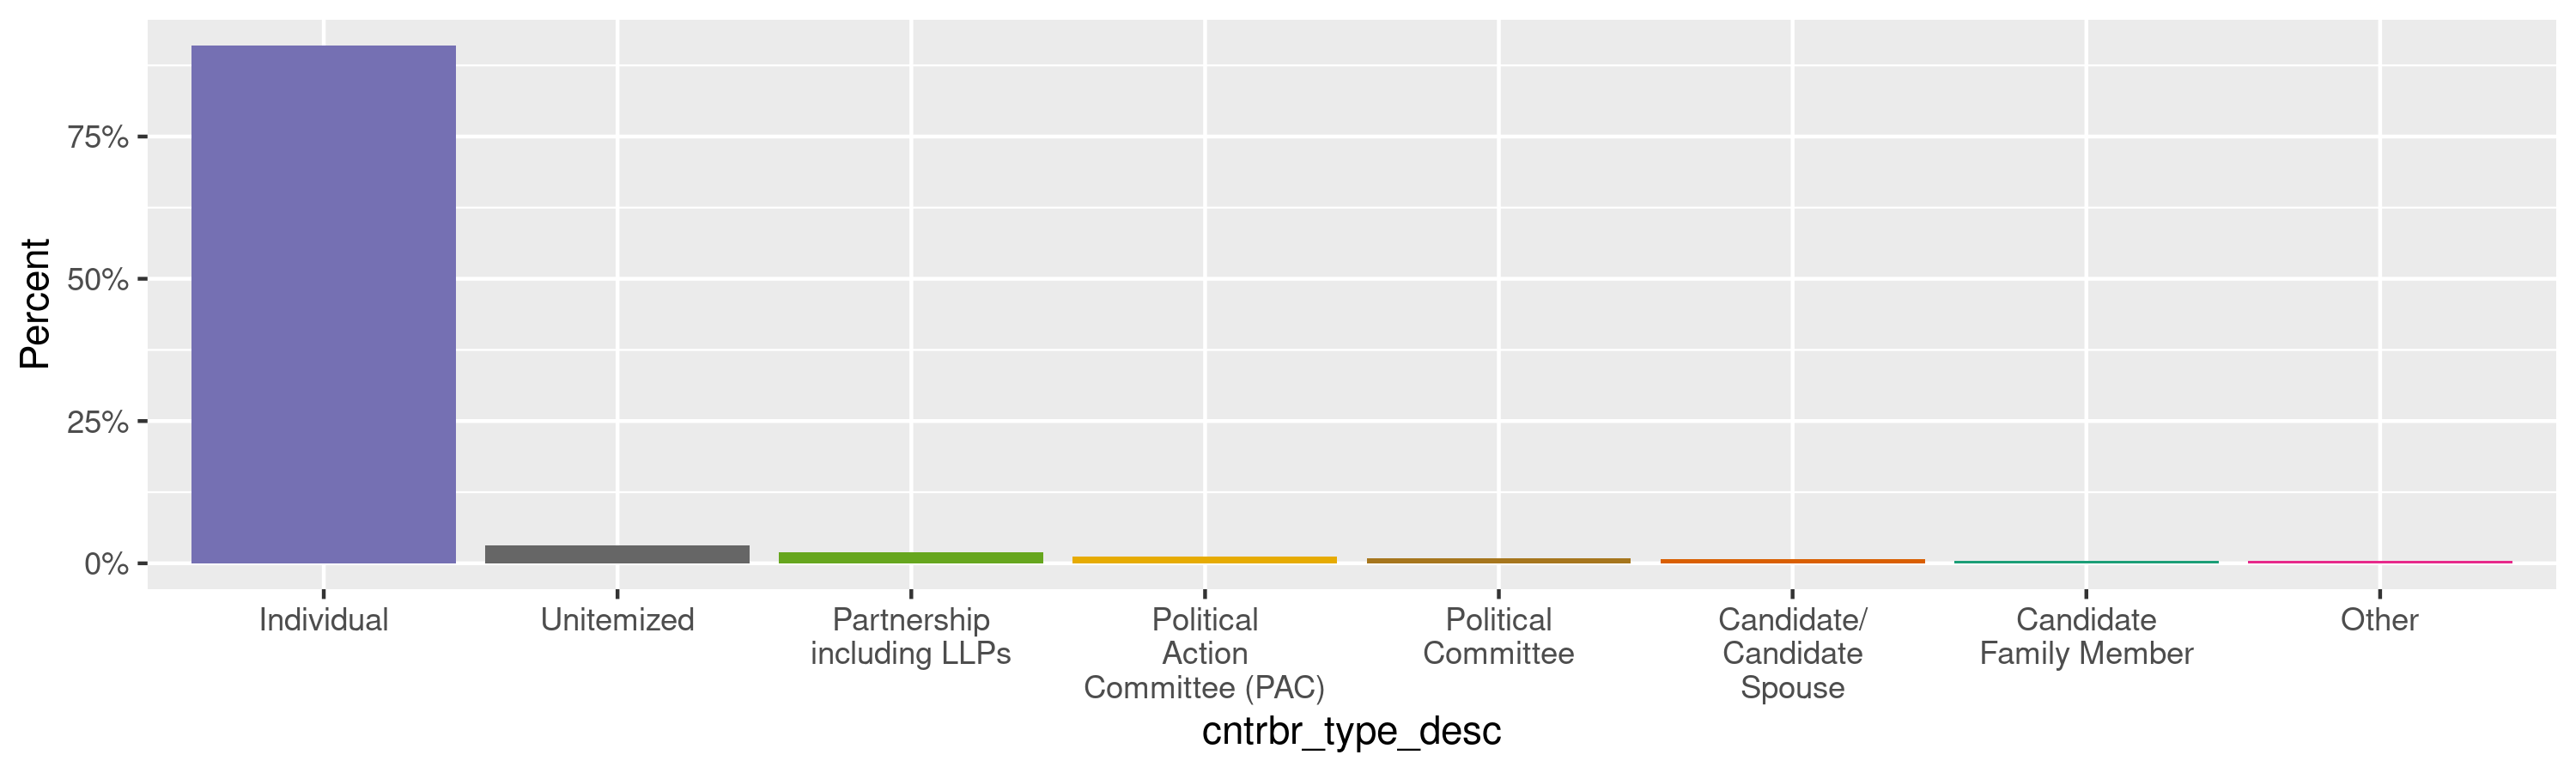 Percent
75%
50%
25%
0%
Individual
Unitemized
Partnership
including LLPs
Political
Action
Committee (PAC)
Political
Committee
Candidate/
Candidate
Spouse
Candidate
Family Member
Other
cntrbr_type_desc